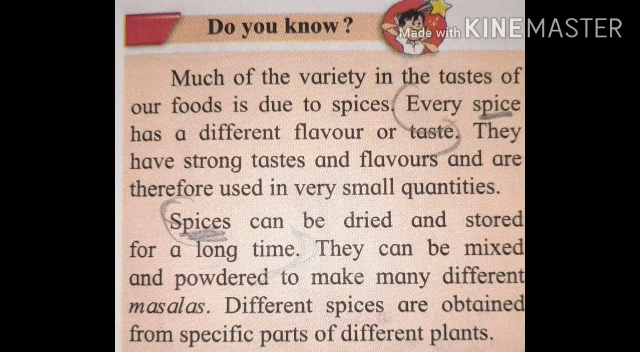 Do you know?
Made with KINEMASTER
Much of the variety in the tastes of
our foods is due to spices. Every spice
has a different flavour or taste. They
have strong tastes and flavours and are
therefore used in very small quantities.
Spices can be dried and stored
for a long time. They can be mixed
and powdered to make many different
masalas. Different spices are obtained
from specific parts of different plants.